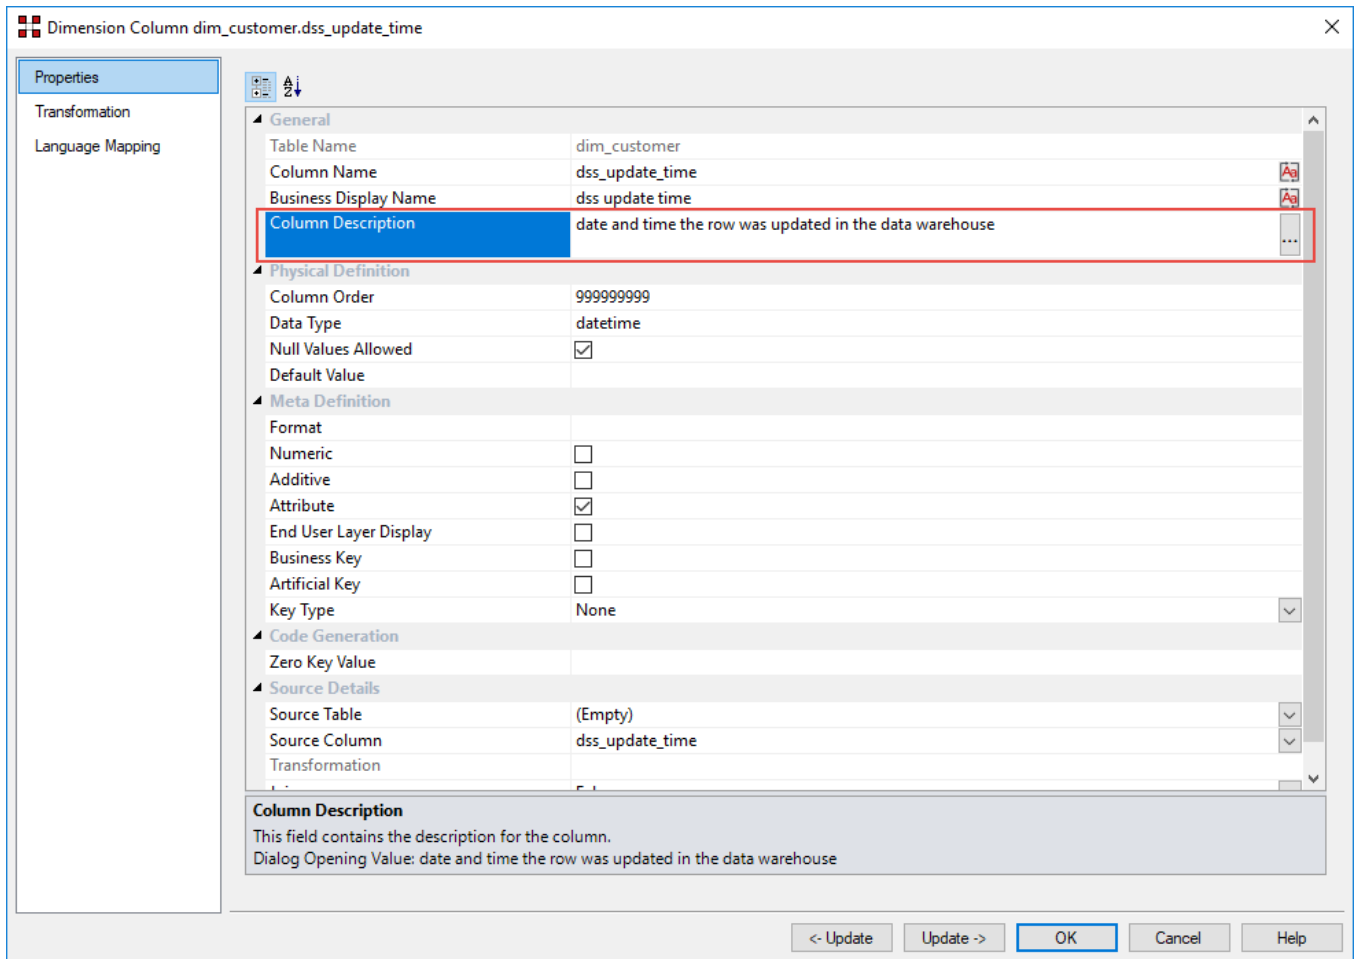 Dimension Column dim_customer.dss_update_time
Properties
Transformation
Language Mapping
General
Table Name dim_customer
Column Name dss_update_time
Business Display Name dss update time
Column Description date and time the row was updated in the data warehouse
...
Physical Definition
Column Order 999999999
Data Type datetime
Null Values Allowed
Default Value
Meta Definition
Format
Numeric
Additive
Attribute
End User Layer Display
Business Key
Artificial Key
Key Type None
Code Generation
Zero Key Value
Source Details
Source Table (Empty)
Source Column dss_update_time
Transformation
Column Description
This field contains the description for the column.
Dialog Opening Value: date and time the row was updated in the data warehouse
<- Update Update -> OK Cancel Help